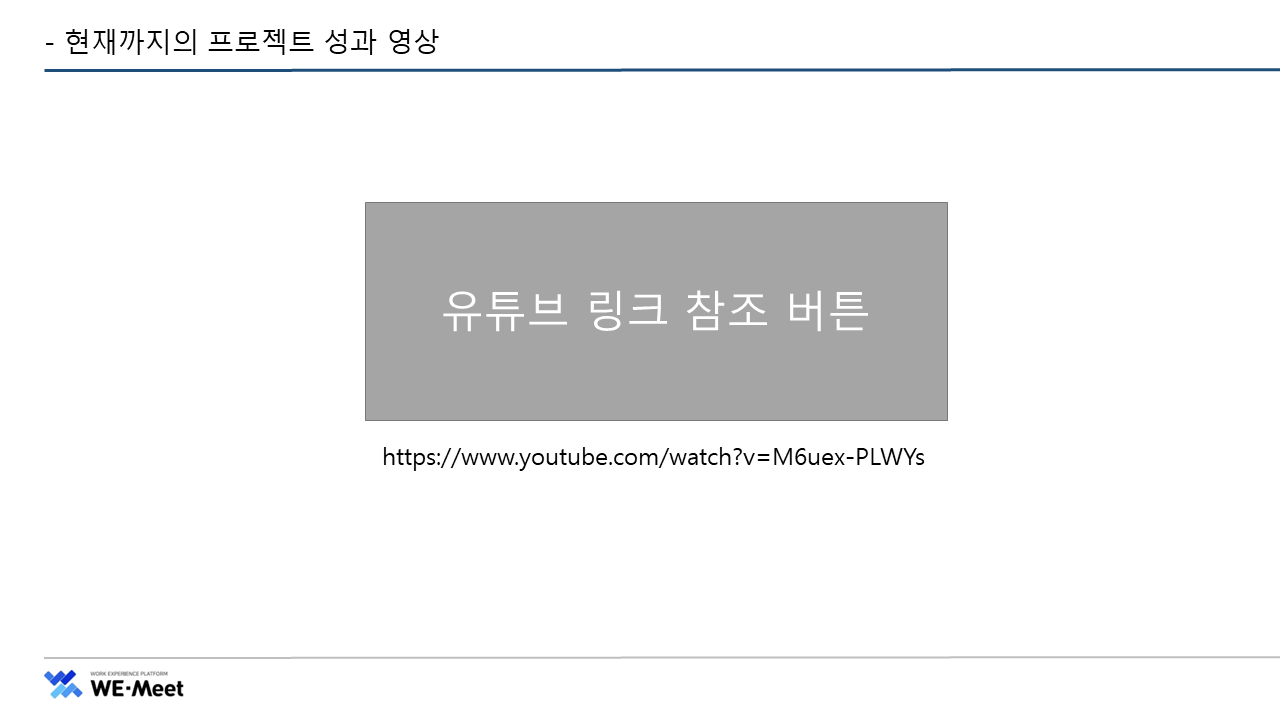 - 현재까지의 프로젝트 성과 영상
유튜브 링크 참조 버튼
https://www.youtube.com/watch?v=M6uex-PLWYs
WORK EXPERIENCE PLATFORM
WE-Meet